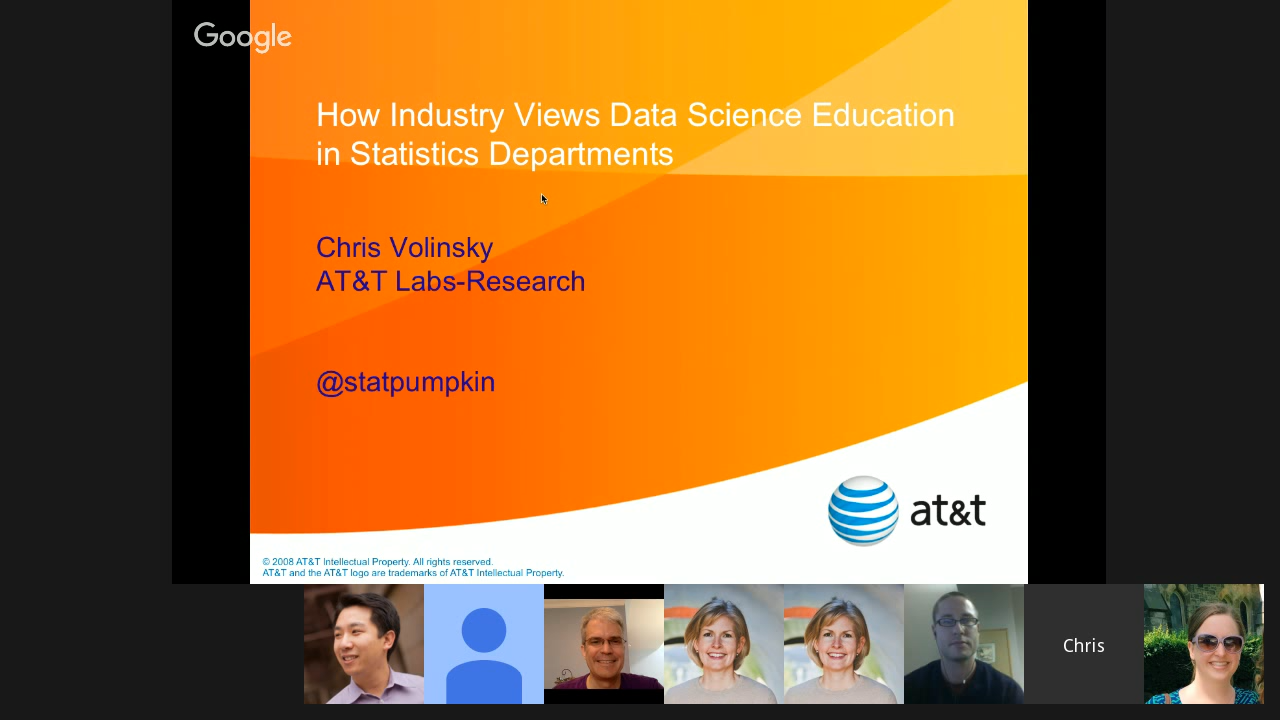 Google
How Industry Views Data Science Education
in Statistics Departments
Chris Volinsky
AT&T Labs-Research
@statpumpkin
at&t
© 2008 AT&T Intellectual Property. All rights reserved.
AT&T and the AT&T logo are trademarks of AT&T Intellectual Property.
Chris